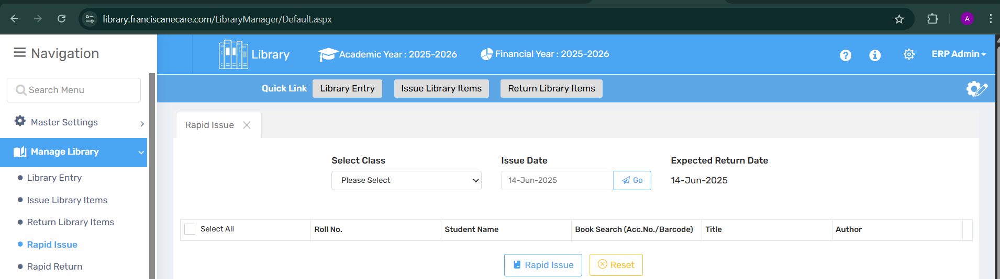 library.franciscanecare.com/LibraryManager/Default.aspx
A
Navigation
Library
Academic Year : 2025-2026
Financial Year : 2025-2026
ERP Admin
Search Menu
Quick Link
Library Entry
Issue Library Items
Return Library Items
Master Settings
Manage Library
Library Entry
Issue Library Items
Return Library Items
Rapid Issue
Rapid Return
Rapid Issue
Select Class
Issue Date
Expected Return Date
Please Select
14-Jun-2025
Go
14-Jun-2025
Select All
Roll No.
Student Name
Book Search (Acc.No./Barcode)
Title
Author
Rapid Issue
Reset